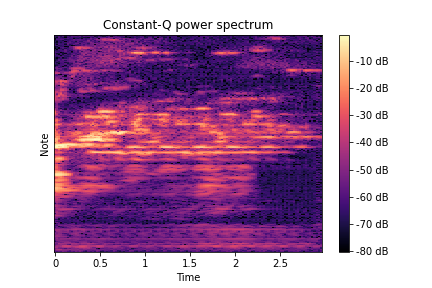 Constant-Q power spectrum
Note
-10 dB
-20 dB
-30 dB
-40 dB
-50 dB
-60 dB
-70 dB
-80 dB
0
0.5
1
1.5
2
2.5
Time